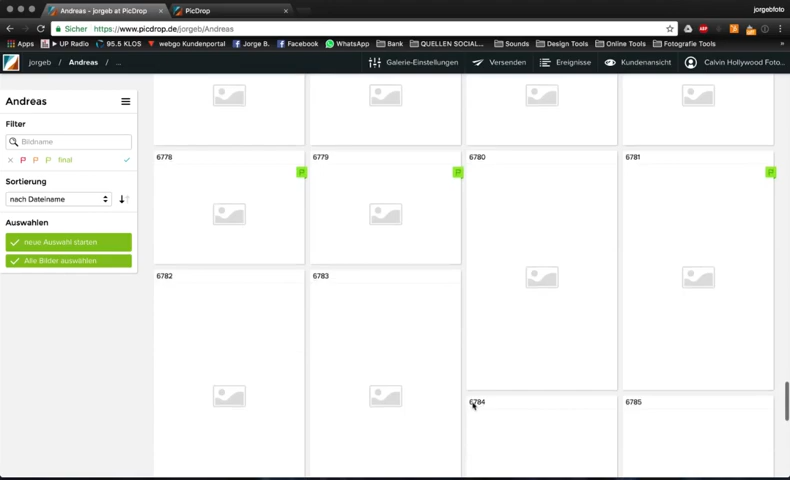 Andreas - jorgeb at PicDrop
PicDrop
jorgebfoto
Sicher
https://www.picdrop.de/jorgeb/Andreas
Apps
UP Radio
95.5 KLOS
webgo Kundenportal
Jorge B.
Facebook
WhatsApp
Bank
QUELLEN SOCIAL...
Sounds
Design Tools
Online Tools
Fotografie Tools
jorgeb / Andreas / ...
Galerie-Einstellungen
Versenden
Ereignisse
Kundenansicht
Calvin Hollywood Foto...
Andreas
Filter
Bildname
final
Sortierung
nach Dateiname
Auswahlen
neue Auswahl starten
Alle Bilder auswählen
6778
6779
6780
6781
6782
6783
6784
6785